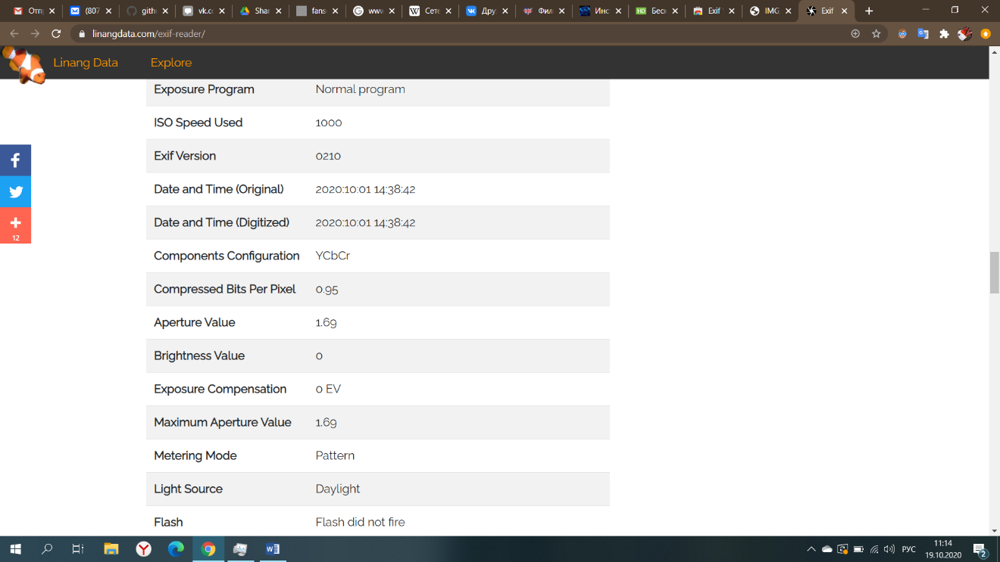 Отп
(807
githu
vk.cc
Shar
fans
www
Сете
Дру
Фил
Инс
HD Бес
Exif
IMG
Exif
linangdata.com/exif-reader/
Linang Data Explore
Exposure Program Normal program
ISO Speed Used 1000
Exif Version 0210
Date and Time (Original) 2020:10:01 14:38:42
Date and Time (Digitized) 2020:10:01 14:38:42
12
Components Configuration YCbCr
Compressed Bits Per Pixel 0.95
Aperture Value 1.69
Brightness Value 0
Exposure Compensation 0 EV
Maximum Aperture Value 1.69
Metering Mode Pattern
Light Source Daylight
Flash Flash did not fire
РУС
11:14
19.10.2020
2